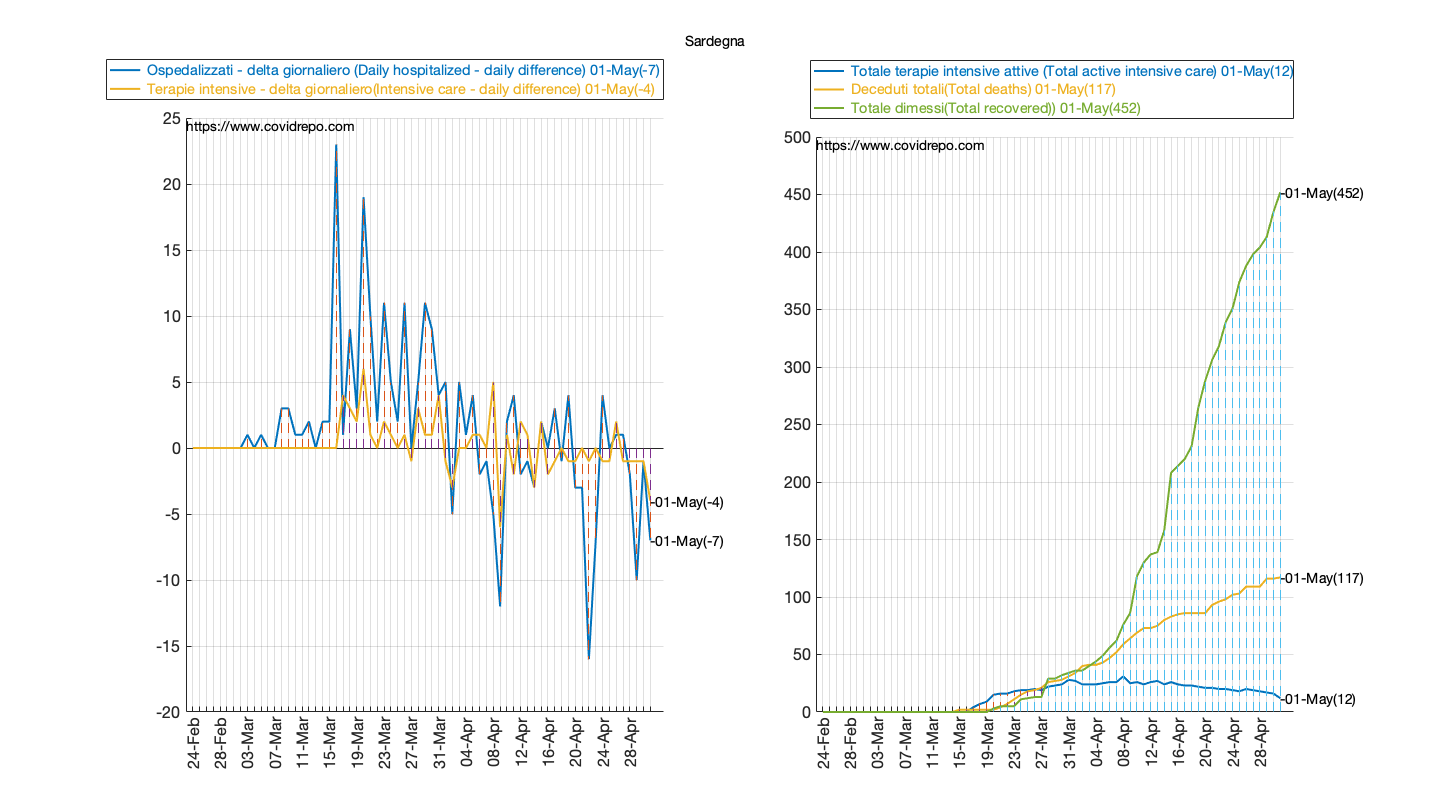 Sardegna
Ospedalizzati - delta giornaliero (Daily hospitalized - daily difference) 01-May(-7)
Terapie intensive - delta giornaliero(Intensive care - daily difference) 01-May(-4)
https://www.covidrepo.com
25
20
15
10
5
0
-5
-10
-15
-20
01-May(-4)
01-May(-7)
24-Feb
28-Feb
03-Mar
07-Mar
11-Mar
15-Mar
19-Mar
23-Mar
27-Mar
31-Mar
04-Apr
08-Apr
12-Apr
16-Apr
20-Apr
24-Apr
28-Apr
Totale terapie intensive attive (Total active intensive care) 01-May(12)
Deceduti totali(Total deaths) 01-May(117)
Totale dimessi(Total recovered)) 01-May(452)
https://www.covidrepo.com
500
450
400
350
300
250
200
150
100
50
0
01-May(452)
01-May(117)
01-May(12)
24-Feb
28-Feb
03-Mar
07-Mar
11-Mar
15-Mar
19-Mar
23-Mar
27-Mar
31-Mar
04-Apr
08-Apr
12-Apr
16-Apr
20-Apr
24-Apr
28-Apr